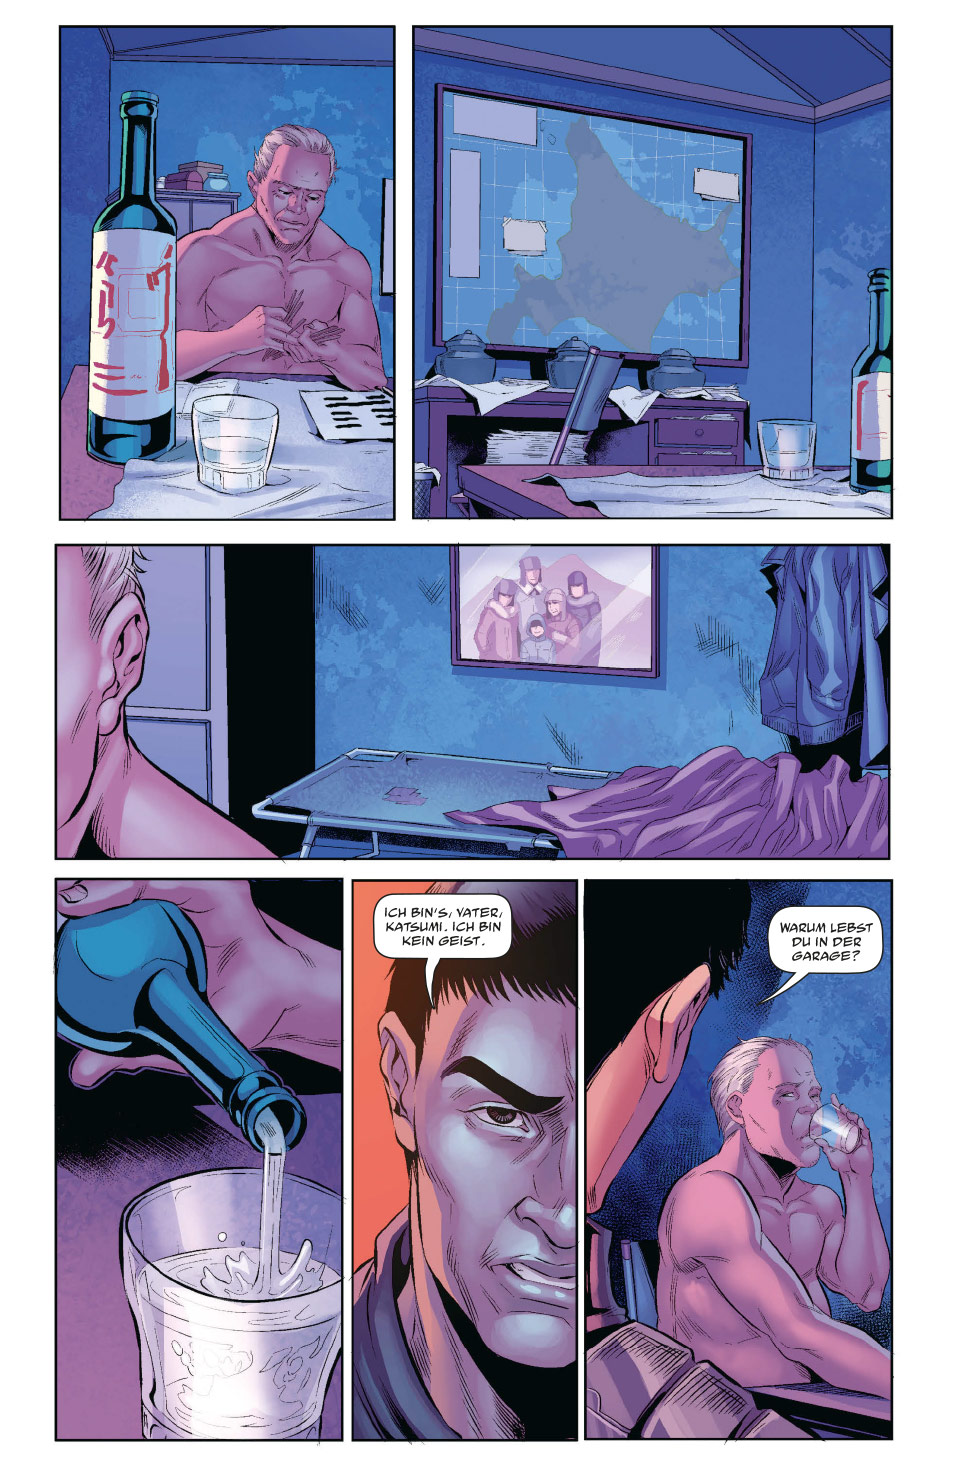 ICH BIN'S, VATER,
KATSUMI. ICH BIN
KEIN GEIST.
WARUM LEBST
DU IN DER
GARAGE?